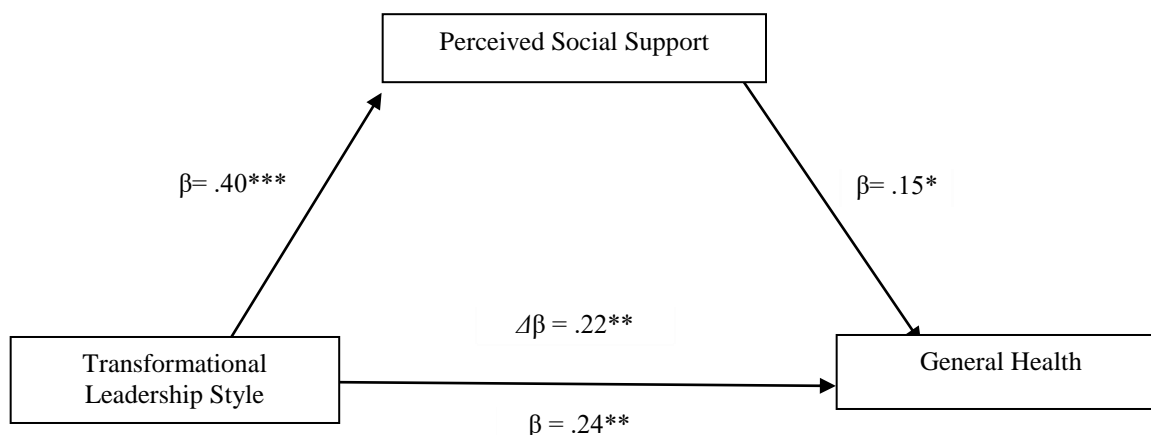 Perceived Social Support
β= .40***
β= .15*
Δβ = .22**
Transformational
Leadership Style
General Health
β = .24**